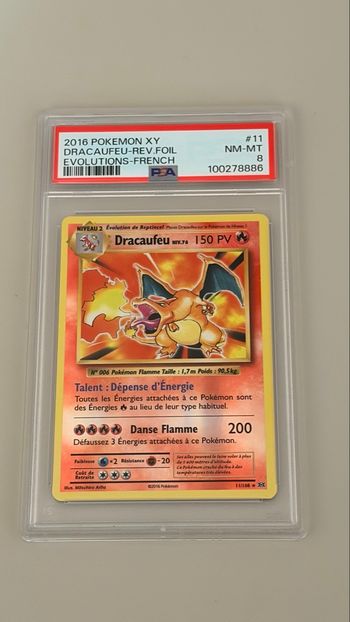 2016 POKEMON XY #11
DRACAUFEU-REV.FOIL NM-MT
EVOLUTIONS-FRENCH 8
PSA 100278886
NIVEAU 2 Évolution de Reptincel
Dracaufeu NIV.76 150 PV
N° 006 Pokémon Flamme Taille : 1,7 m Poids : 90,5 kg
Talent : Dépense d'Énergie
Toutes les Énergies attachées à ce Pokémon sont
des Énergies au lieu de leur type habituel.
Danse Flamme 200
Défaussez 3 Énergies attachées à ce Pokémon.
Faiblesse ×2 Résistance -20
Coût de
Retraite
Illus. Mitsuhiro Arita ©2016 Pokémon 11/108